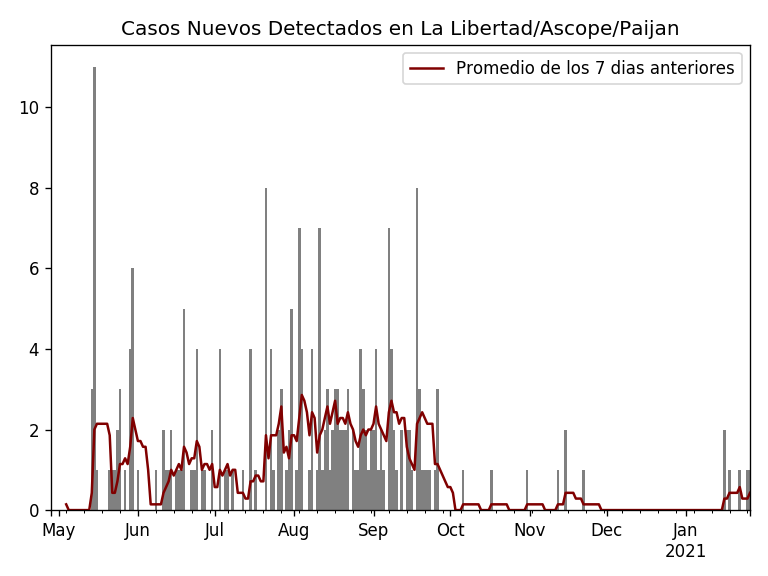 Casos Nuevos Detectados en La Libertad/Ascope/Paijan
Promedio de los 7 dias anteriores
10
8
6
4
2
0
May Jun Jul Aug Sep Oct Nov Dec Jan
2021